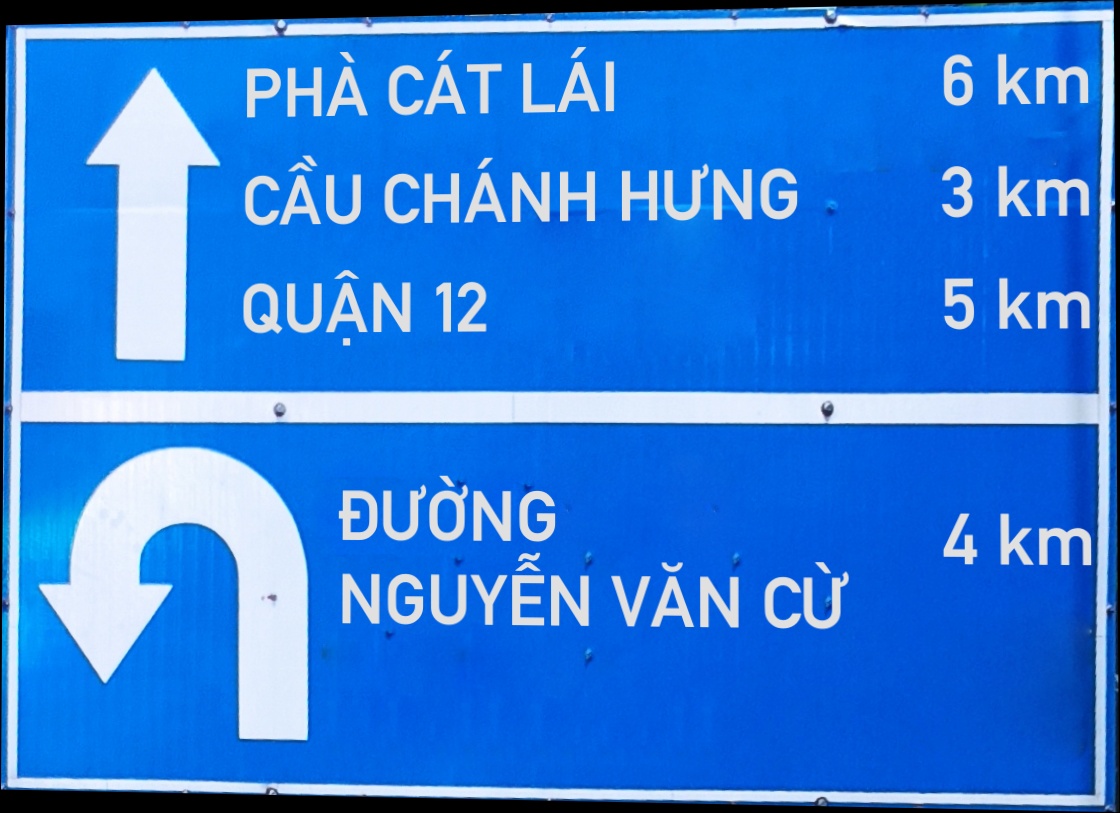 PHÀ CÁT LÁI 6 km
CẦU CHÁNH HƯNG 3 km
QUẬN 12 5 km
ĐƯỜNG
NGUYỄN VĂN CỪ 4 km